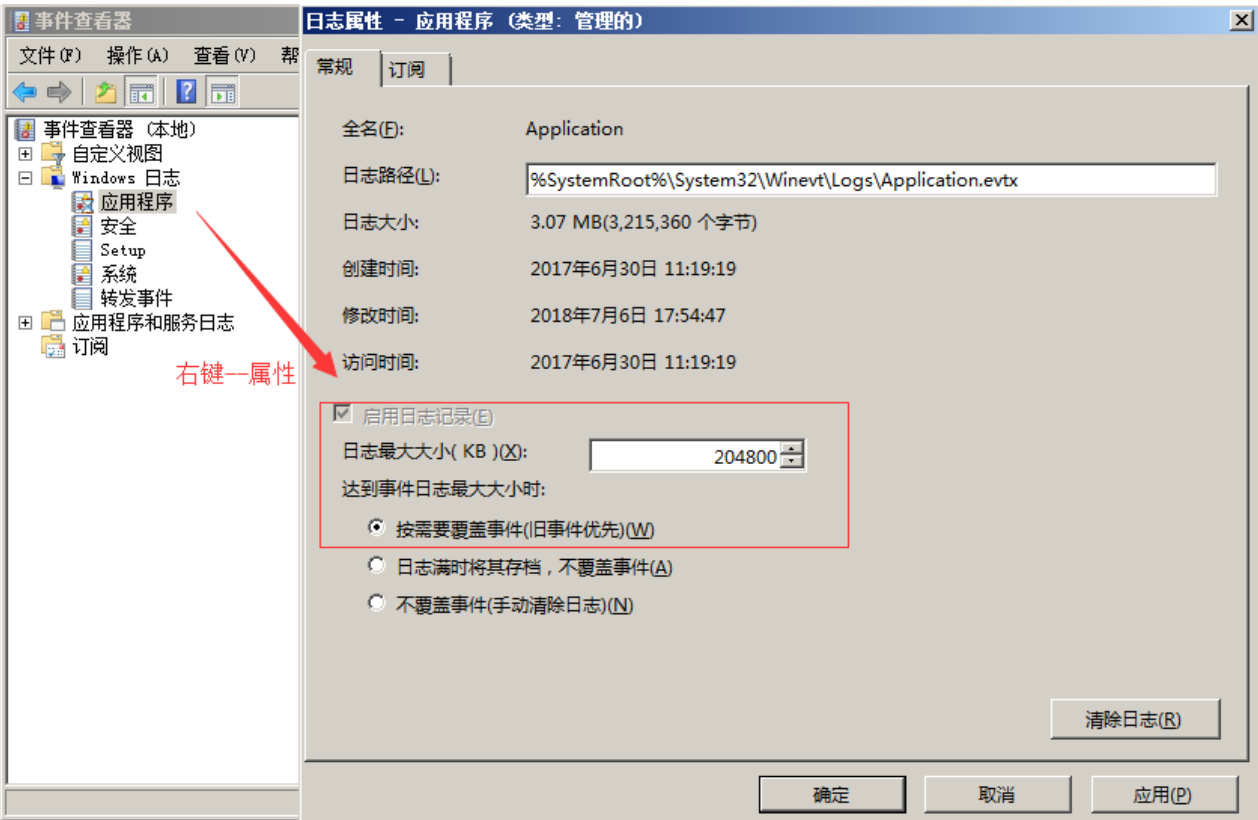 事件查看器
文件(F) 操作(A) 查看(V) 帮
事件查看器 (本地)
自定义视图
Windows 日志
应用程序
安全
Setup
系统
转发事件
应用程序和服务日志
订阅
右键--属性
日志属性 - 应用程序 (类型: 管理的)
常规 订阅
全名(F): Application
日志路径(L): %SystemRoot%\System32\Winevt\Logs\Application.evtx
日志大小: 3.07 MB(3,215,360 个字节)
创建时间: 2017年6月30日 11:19:19
修改时间: 2018年7月6日 17:54:47
访问时间: 2017年6月30日 11:19:19
启用日志记录(E)
日志最大大小( KB )(X): 204800
达到事件日志最大大小时:
按需要覆盖事件(旧事件优先)(W)
日志满时将其存档，不覆盖事件(A)
不覆盖事件(手动清除日志)(N)
清除日志(R)
确定 取消 应用(P)